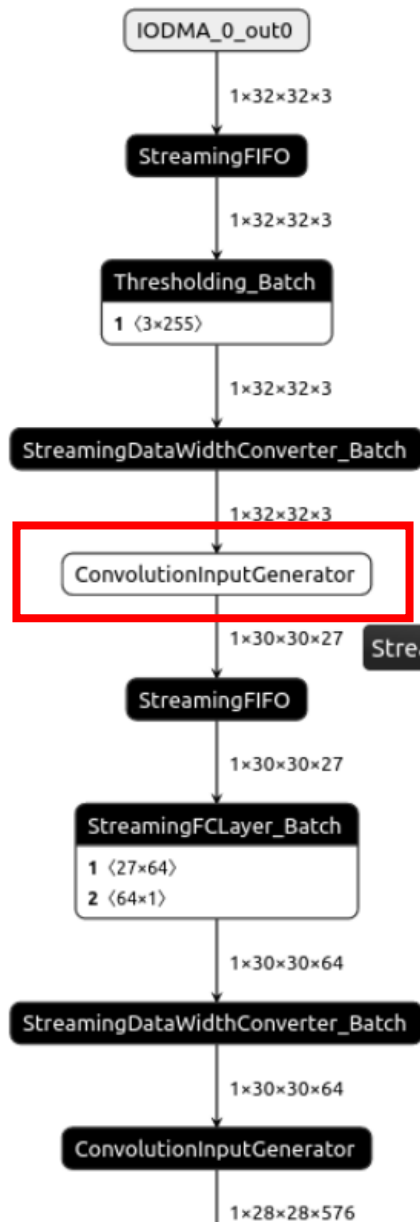 IODMA_0_out0
1×32×32×3
StreamingFIFO
1×32×32×3
Thresholding_Batch
1 〈3×255〉
1×32×32×3
StreamingDataWidthConverter_Batch
1×32×32×3
ConvolutionInputGenerator
1×30×30×27
Strea
StreamingFIFO
1×30×30×27
StreamingFCLayer_Batch
1 〈27×64〉
2 〈64×1〉
1×30×30×64
StreamingDataWidthConverter_Batch
1×30×30×64
ConvolutionInputGenerator
1×28×28×576